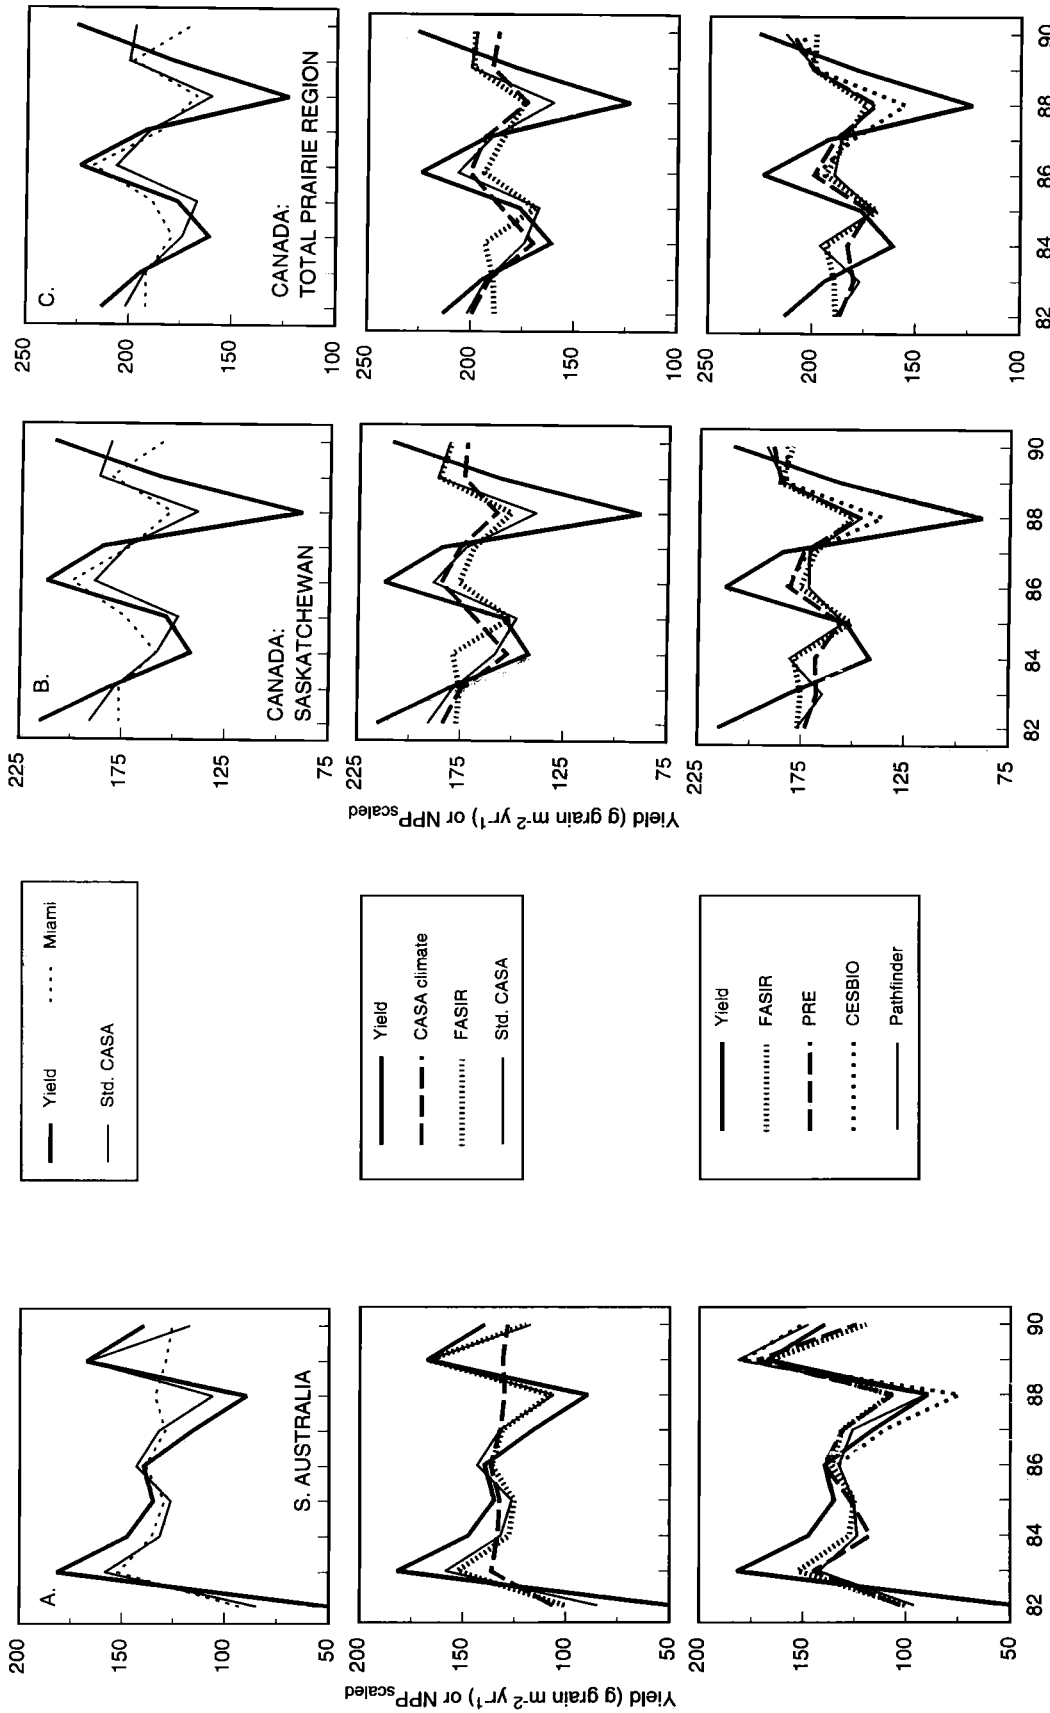 A.
S. AUSTRALIA
200
150
100
50
Yield
Miami
Std. CASA
B.
CANADA:
SASKATCHEWAN
225
175
125
75
C.
CANADA:
TOTAL PRAIRIE REGION
250
200
150
100
Yield (g grain m-2 yr-1) or NPPscaled
200
150
100
50
Yield
CASA climate
FASIR
Std. CASA
Yield (g grain m-2 yr-1) or NPPscaled
225
175
125
75
250
200
150
100
200
150
100
50
82 84 86 88 90
Yield
FASIR
PRE
CESBIO
Pathfinder
225
175
125
75
82 84 86 88 90
250
200
150
100
82 84 86 88 90